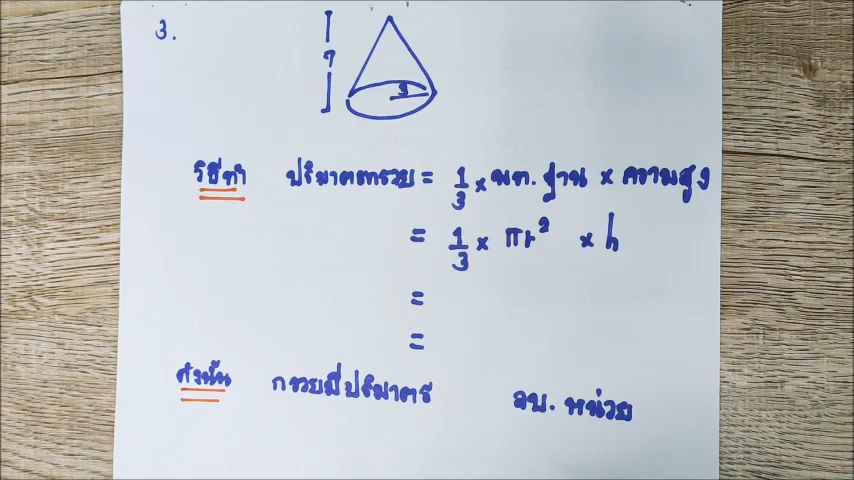 3.
7
3
วิธีทำ ปริมาตรกรวย = 1/3 × พท. ฐาน × ความสูง
= 1/3 × πr² × h
=
=
ดังนั้น กรวยมีปริมาตร ลบ. หน่วย